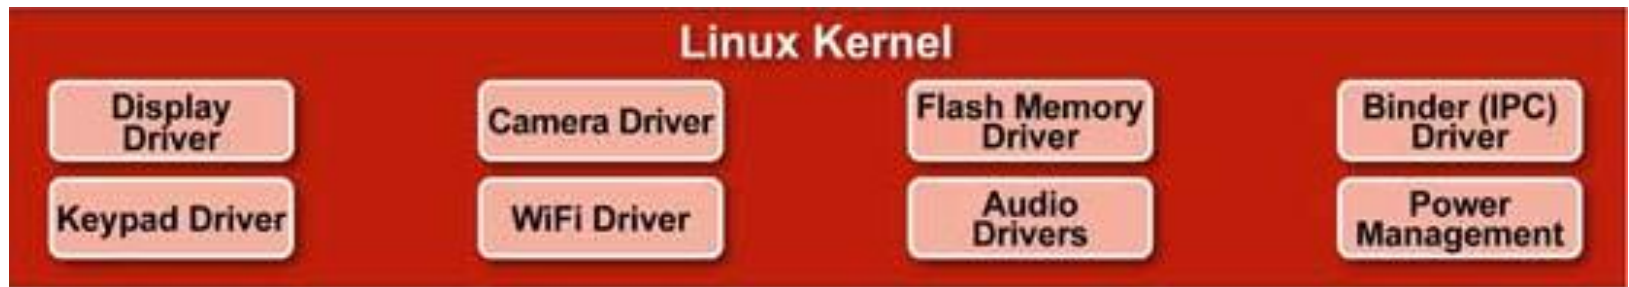 Linux Kernel
Display
Driver
Camera Driver
Flash Memory
Driver
Binder (IPC)
Driver
Keypad Driver
WiFi Driver
Audio
Drivers
Power
Management